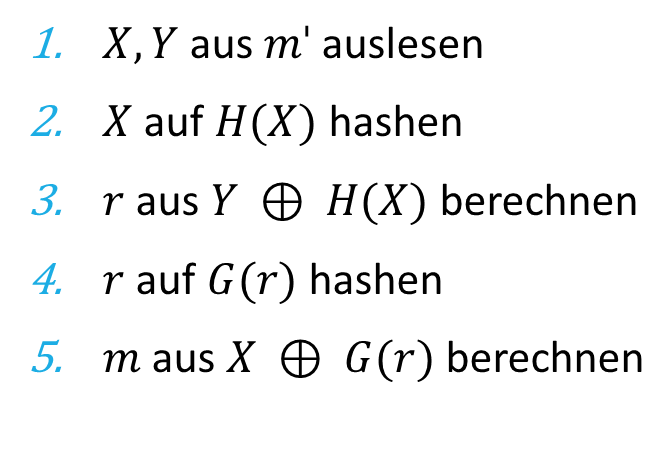 1. X, Y aus m' auslesen
2. X auf H(X) hashen
3. r aus Y ⊕ H(X) berechnen
4. r auf G(r) hashen
5. m aus X ⊕ G(r) berechnen